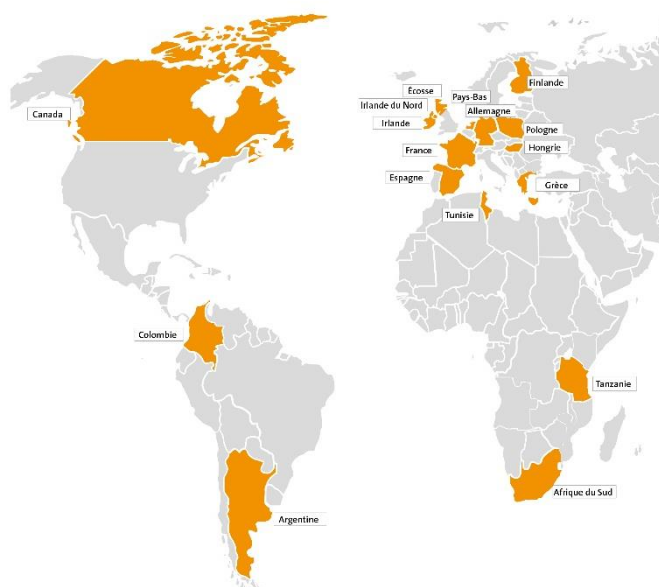 Finlande
Écosse
Pays-Bas
Irlande du Nord
Allemagne
Canada
Irlande
Pologne
France
Hongrie
Espagne
Grèce
Tunisie
Colombie
Tanzanie
Afrique du Sud
Argentine